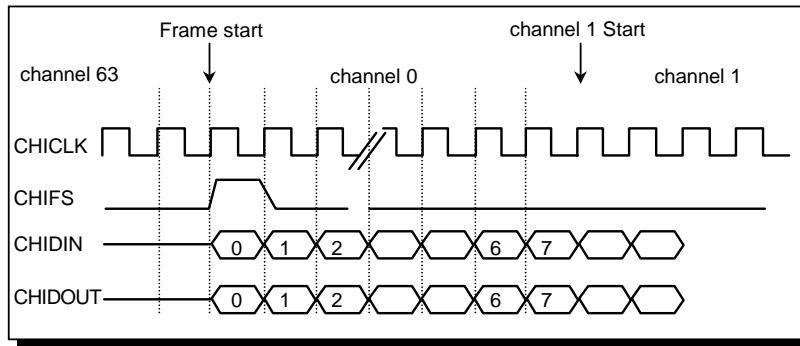 Frame start
channel 1 Start
channel 63
channel 0
channel 1
CHICLK
CHIFS
CHIDIN
0 1 2 6 7
CHIDOUT
0 1 2 6 7